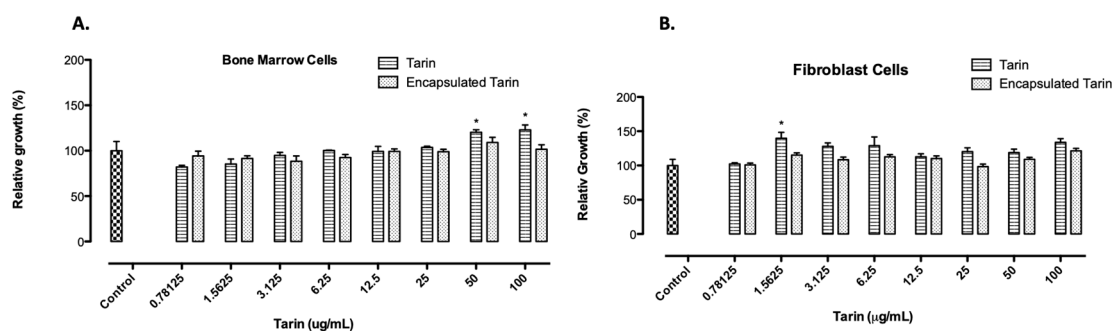 A.
Bone Marrow Cells
Tarin
Encapsulated Tarin
Relative growth (%)
200
150
100
50
0
*
*
Control
0.78125
1.5625
3.125
6.25
12.5
25
50
100
Tarin (ug/mL)
B.
Fibroblast Cells
Tarin
Encapsulated Tarin
Relativ Growth (%)
200
150
100
50
0
*
Control
0.78125
1.5625
3.125
6.25
12.5
25
50
100
Tarin (μg/mL)